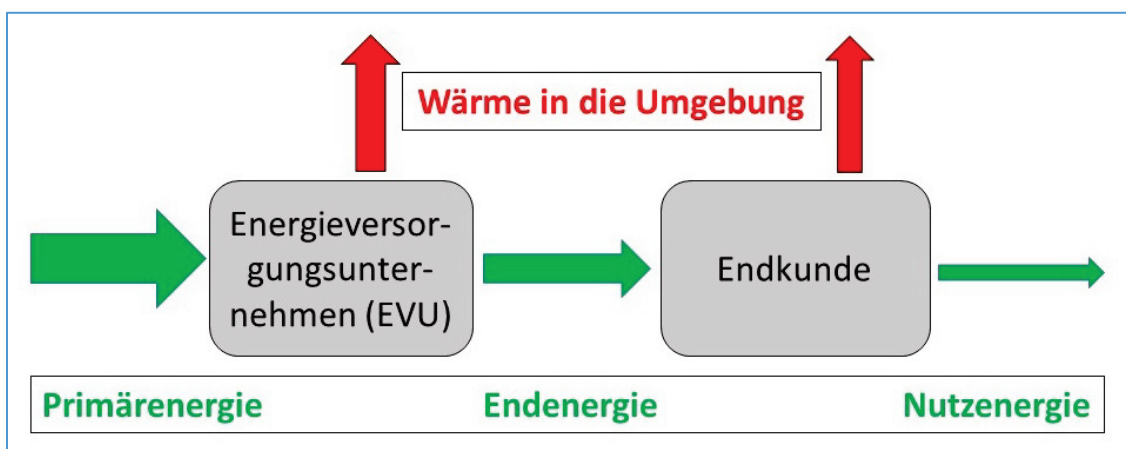 Wärme in die Umgebung
Energieversor-
gungsunter-
nehmen (EVU)
Endkunde
Primärenergie
Endenergie
Nutzenergie